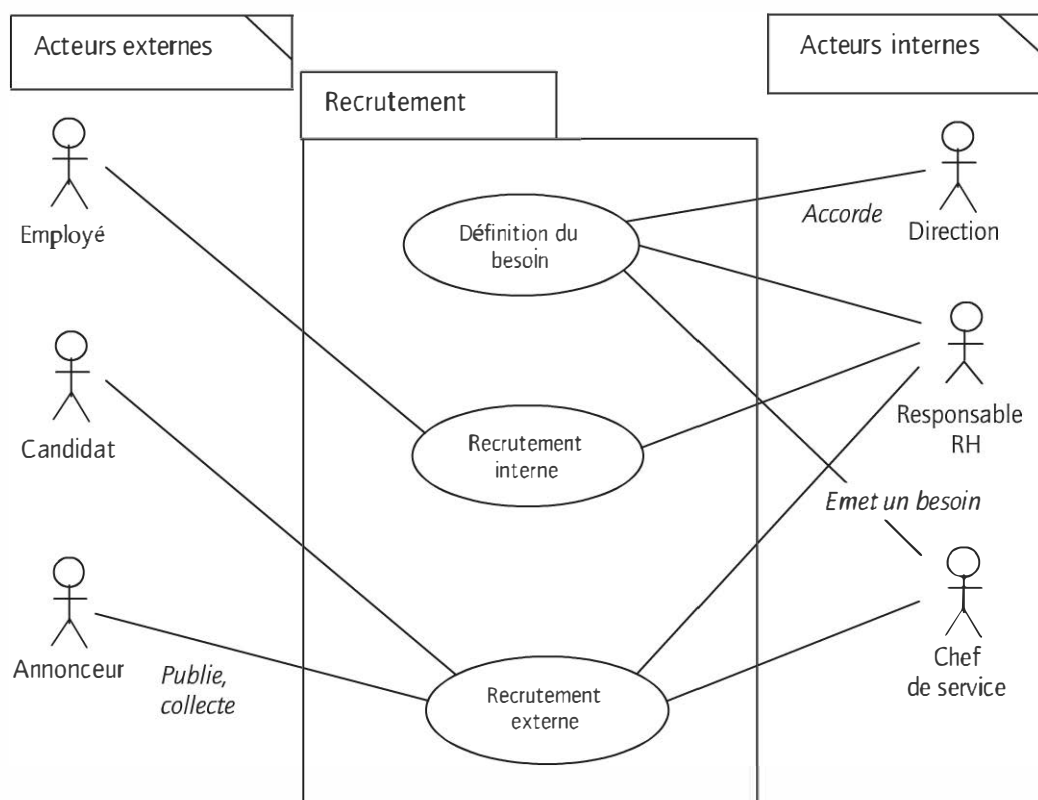 Acteurs externes
Acteurs internes
Recrutement
Employé
Définition du
besoin
Accorde
Direction
Candidat
Recrutement
interne
Responsable
RH
Emet un besoin
Annonceur
Publie,
collecte
Recrutement
externe
Chef
de service